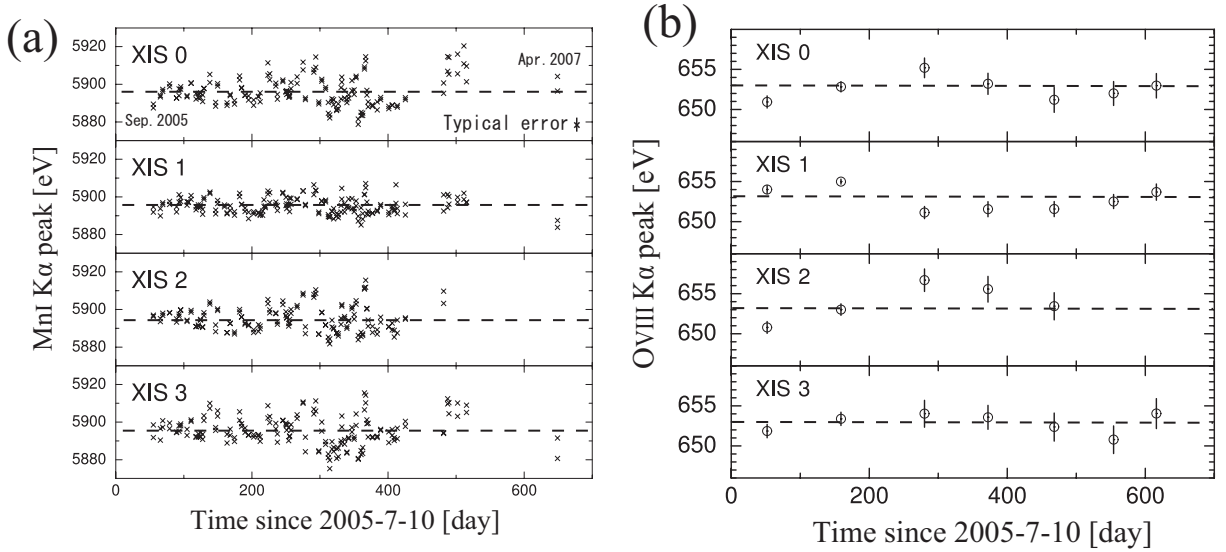 (a)
MnI Kα peak [eV]
XIS 0
Apr.2007
Sep.2005
Typical error
5920
5900
5880
XIS 1
5920
5900
5880
XIS 2
5920
5900
5880
XIS 3
5920
5900
5880
0 200 400 600
Time since 2005-7-10 [day]
(b)
OVIII Kα peak [eV]
XIS 0
655
650
XIS 1
655
650
XIS 2
655
650
XIS 3
655
650
0 200 400 600
Time since 2005-7-10 [day]